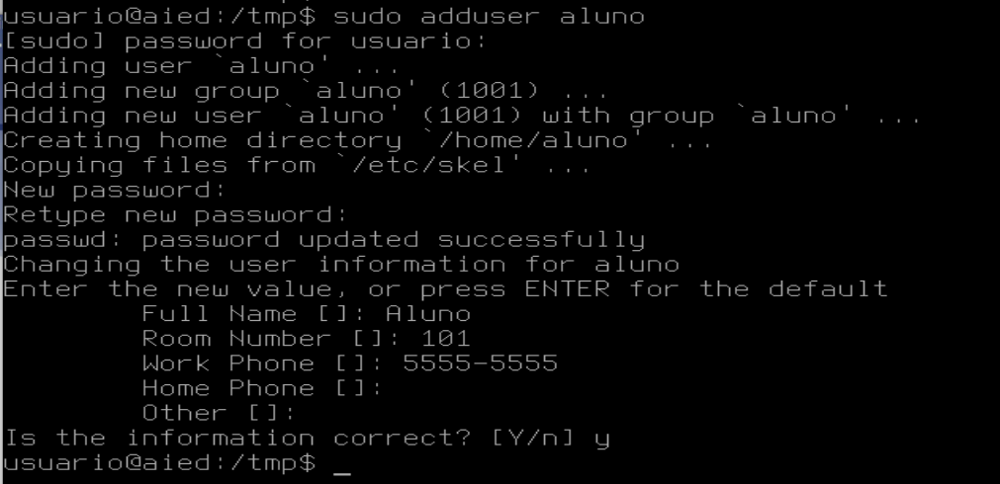 usuario@aied:/tmp$ sudo adduser aluno
[sudo] password for usuario:
Adding user `aluno' ...
Adding new group `aluno' (1001) ...
Adding new user `aluno' (1001) with group `aluno' ...
Creating home directory `/home/aluno' ...
Copying files from `/etc/skel' ...
New password:
Retype new password:
passwd: password updated successfully
Changing the user information for aluno
Enter the new value, or press ENTER for the default
Full Name []: Aluno
Room Number []: 101
Work Phone []: 5555-5555
Home Phone []:
Other []:
Is the information correct? [Y/n] y
usuario@aied:/tmp$ _